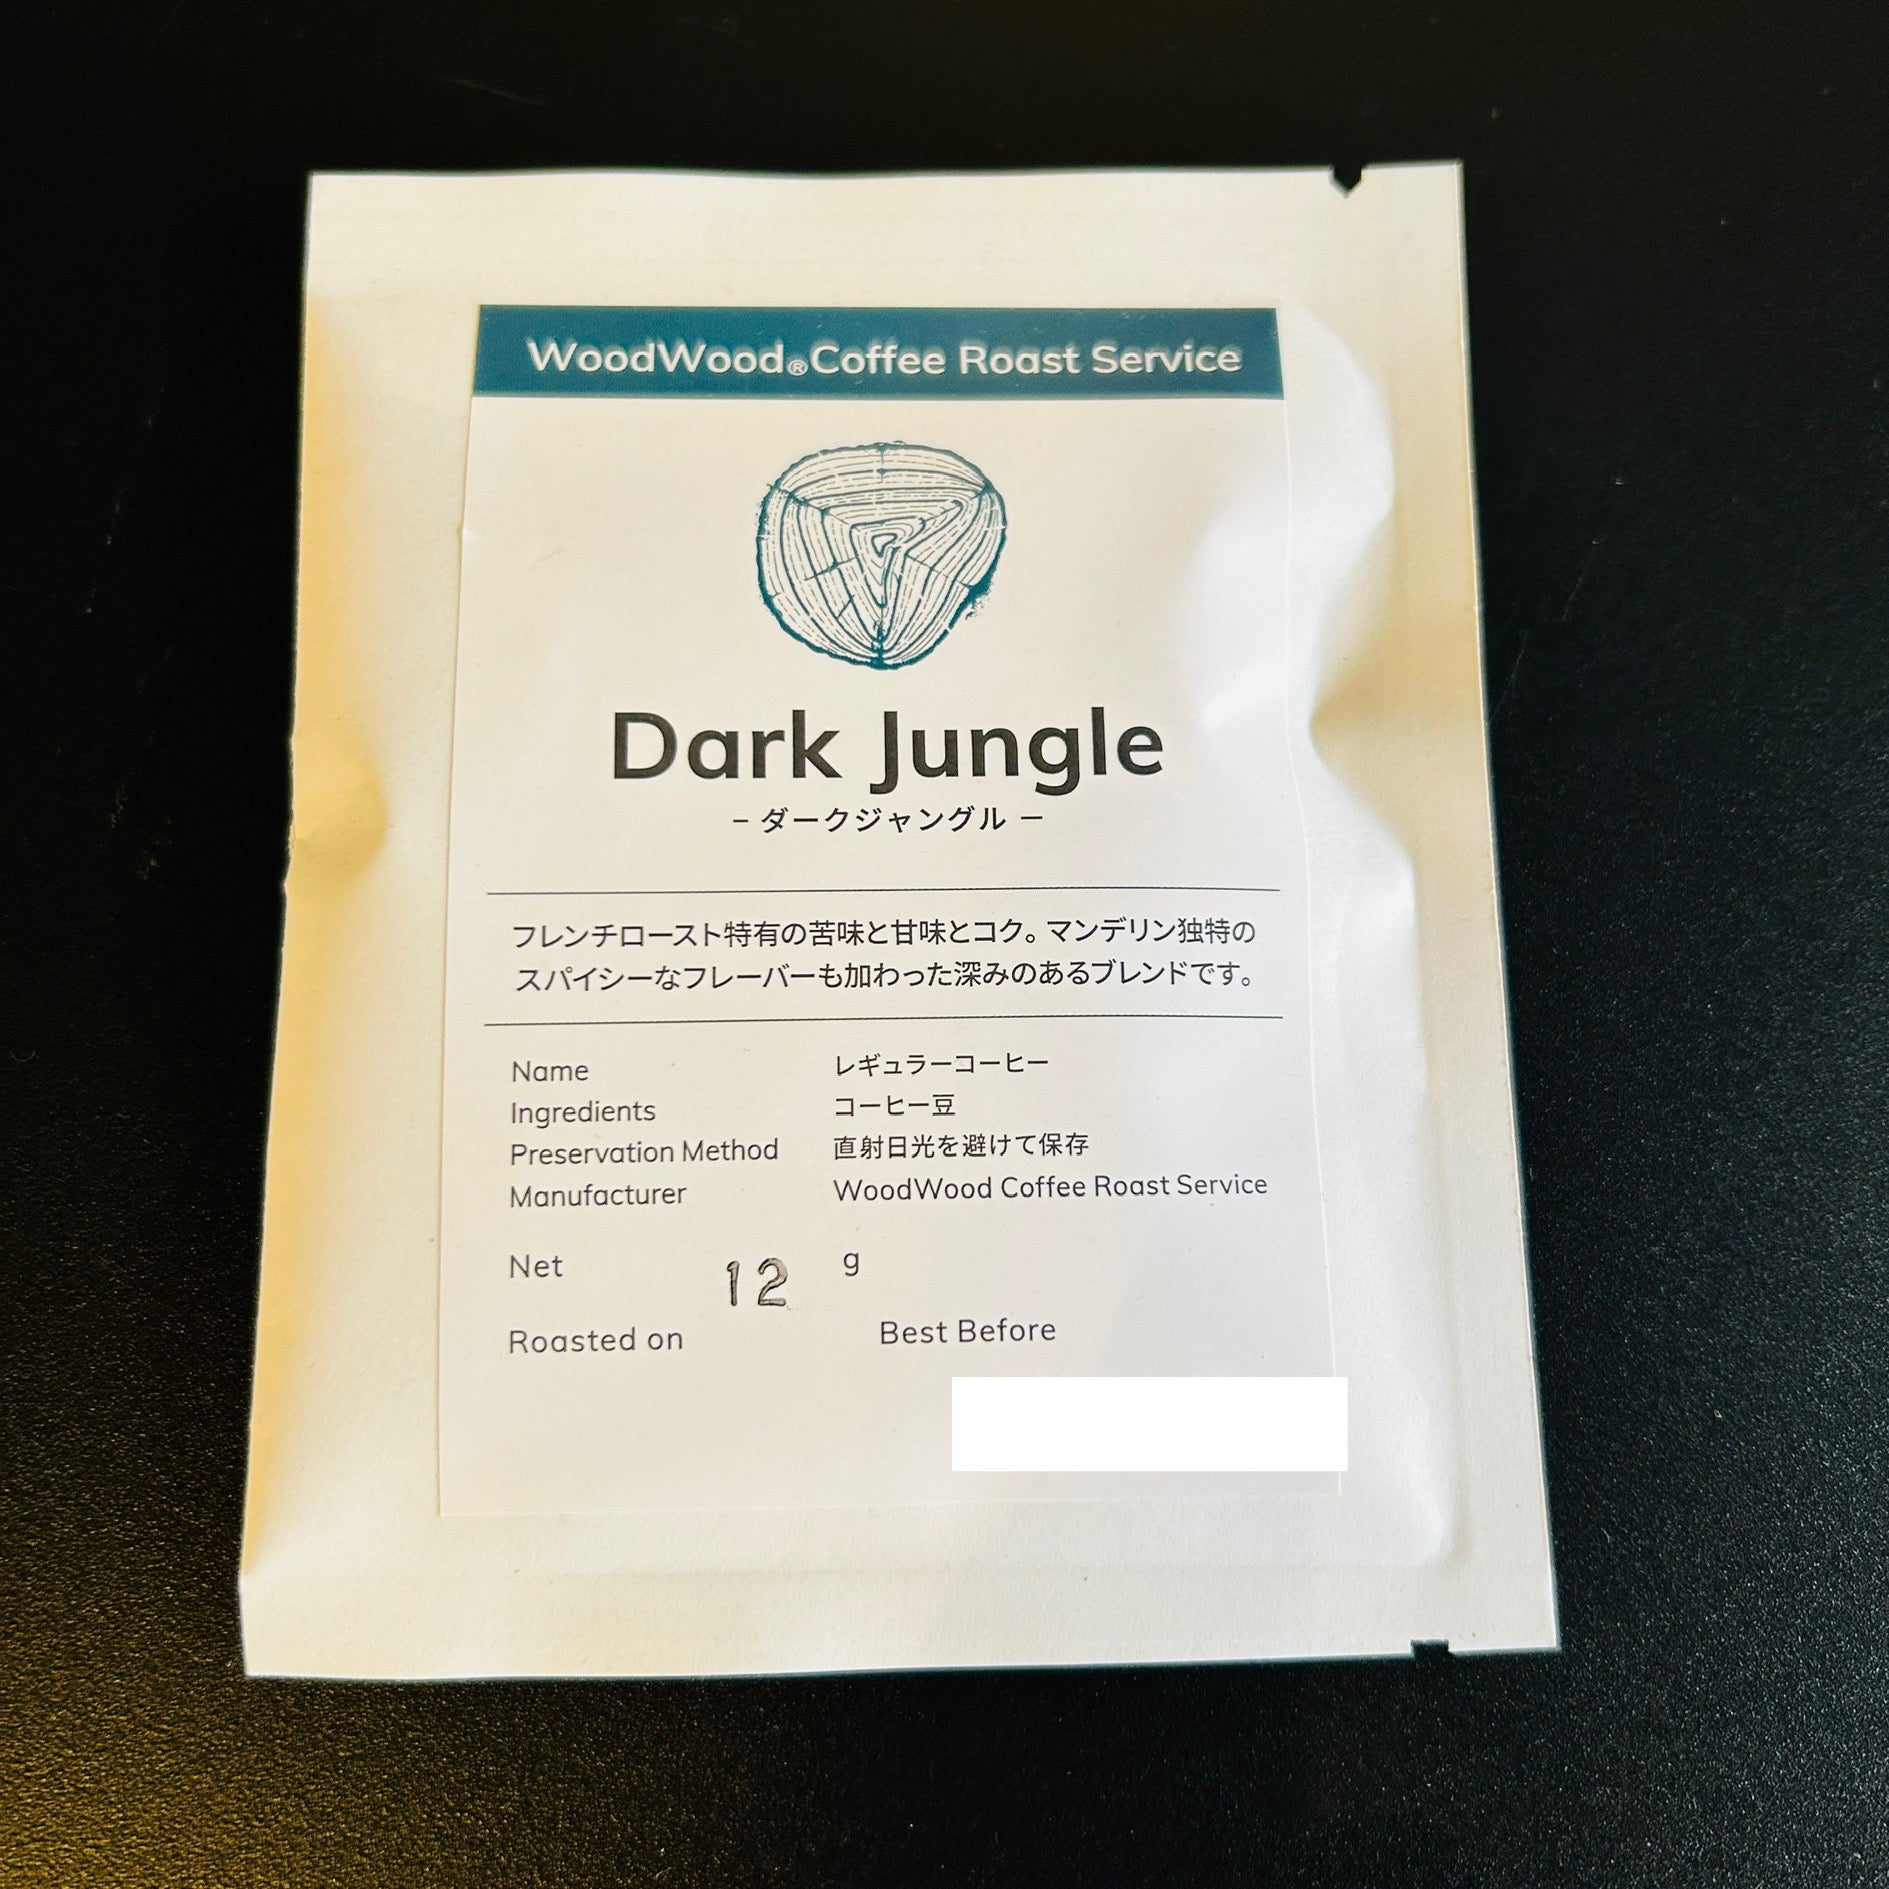 WoodWood®Coffee Roast Service
Dark Jungle
– ダークジャングル –
フレンチロースト特有の苦味と甘味とコク。マンデリン独特の
スパイシーなフレーバーも加わった深みのあるブレンドです。
Name レギュラーコーヒー
Ingredients コーヒー豆
Preservation Method 直射日光を避けて保存
Manufacturer WoodWood Coffee Roast Service
Net 12 g
Roasted on Best Before